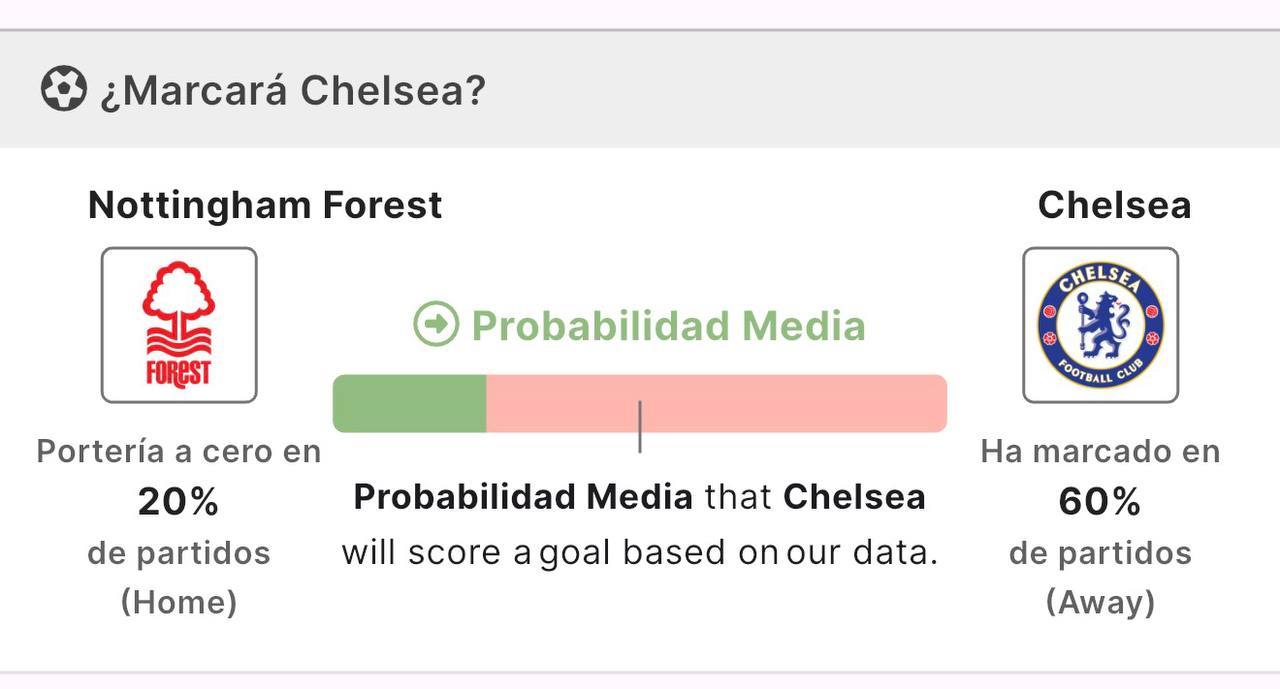 ¿Marcará Chelsea?
Nottingham Forest
Chelsea
FOREST
CHELSEA
FOOTBALL CLUB
Probabilidad Media
Portería a cero en
20%
de partidos
(Home)
Probabilidad Media that Chelsea
will score a goal based on our data.
Ha marcado en
60%
de partidos
(Away)